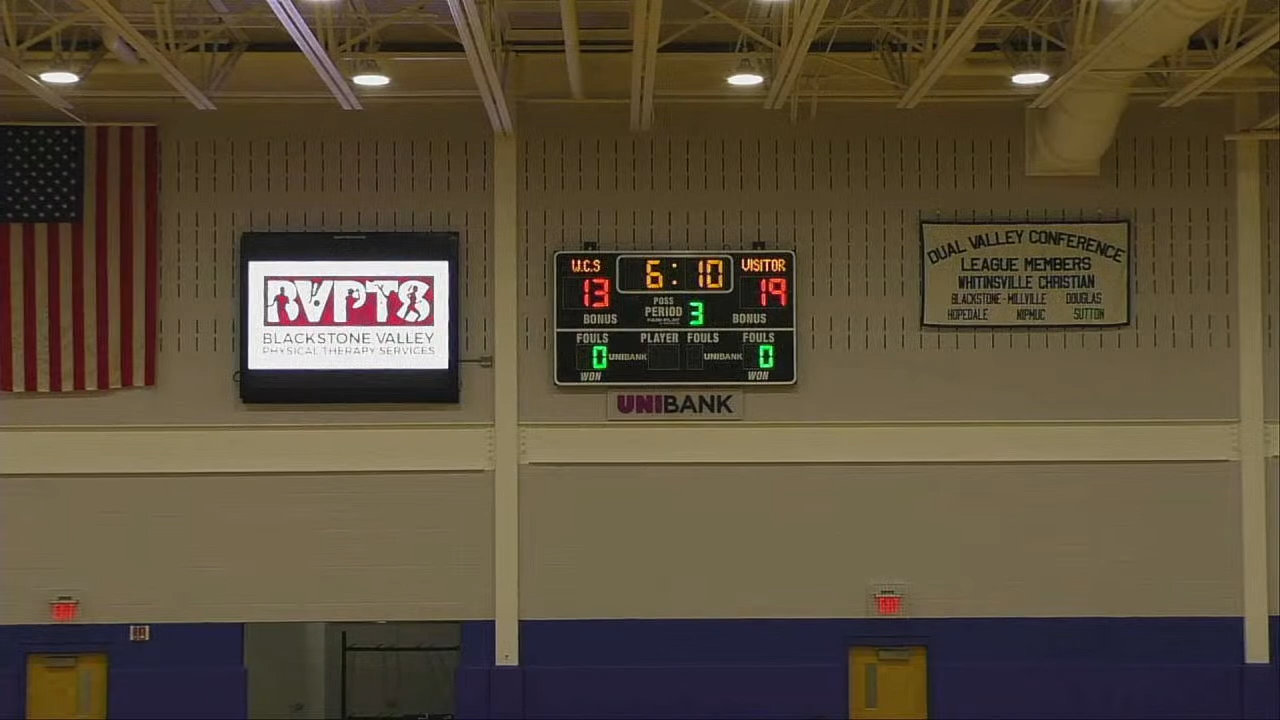 BVPTS
BLACKSTONE VALLEY
PHYSICAL THERAPY SERVICES
W.C.S 6:10 VISITOR
13 19
POSS
PERIOD 3
BONUS BONUS
FOULS PLAYER FOULS FOULS
0 UNIBANK UNIBANK 0
WON WON
UNIBANK
DUAL VALLEY CONFERENCE
LEAGUE MEMBERS
WHITINSVILLE CHRISTIAN
BLACKSTONE-MILLVILLE DOUGLAS
HOPEDALE NIPMUC SUTTON
EXIT EXIT